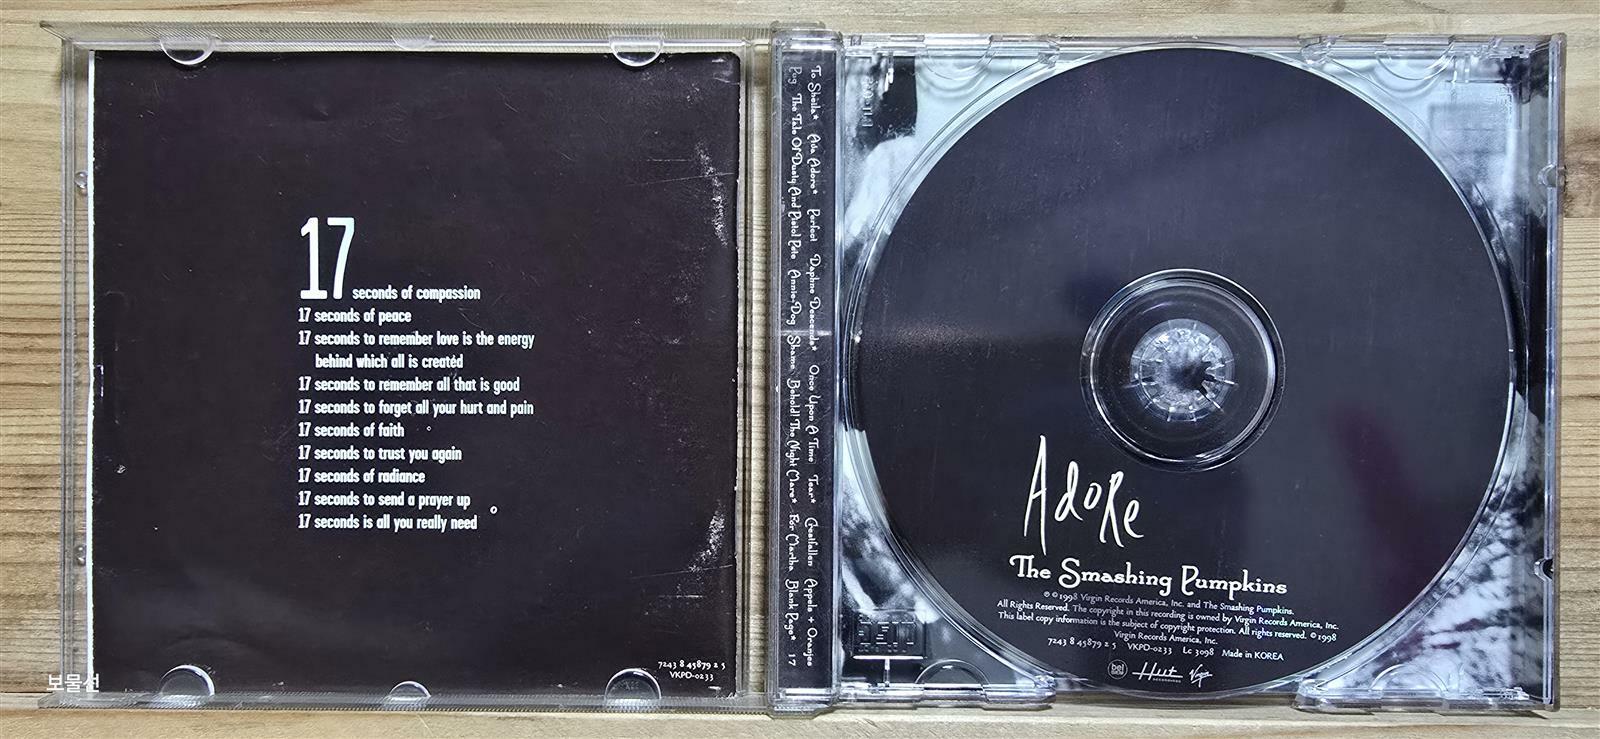 17 seconds of compassion
17 seconds of peace
17 seconds to remember love is the energy
behind which all is created
17 seconds to remember all that is good
17 seconds to forget all your hurt and pain
17 seconds of faith
17 seconds to trust you again
17 seconds of radiance
17 seconds to send a prayer up
17 seconds is all you really need
7243 8 45879 2 5
VKPD-0233
보물선
To Sheila* Ava Adore* Perfect Daphne Descends* Once Upon A Time Tear* Crestfallen Appels + Oranjes
Pug The Tale Of Dusty And Pistol Pete Annie-Dog Shame Behold! The Night Mare* For Martha Blank Page* 17
AdoRe
The Smashing Pumpkins
℗ © 1998 Virgin Records America, Inc. and The Smashing Pumpkins.
All Rights Reserved. The copyright in this recording is owned by Virgin Records America, Inc.
This label copy information is the subject of copyright protection. All rights reserved. © 1998
Virgin Records America, Inc.
7243 8 45879 2 5 VKPD-0233 Lc 3098 Made in KOREA
Hut
RECORDINGS
Virgin